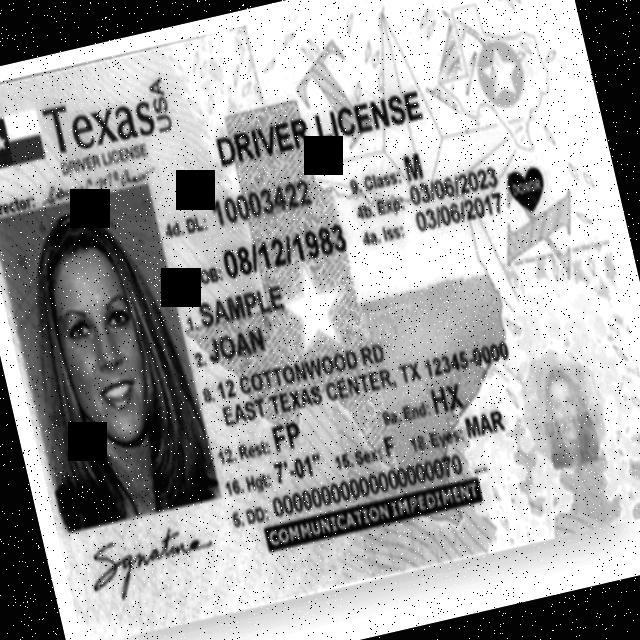 Texas USA
DRIVER LICENSE
DRIVER LICENSE
4d. DL: 10003422
9. Class: M
4b. Exp: 03/06/2023
4a. Iss: 03/06/2017
08/12/1983
1. SAMPLE
2. JOAN
8. 12 COTTONWOOD RD
EAST TEXAS CENTER, TX 12345-0000
12. Rest: FP
9a. End: HX
16. Hgt: 7'-01"
15. Sex: F
18. Eyes: MAR
5. DD: 00000000000000000070
COMMUNICATION IMPEDIMENT
Signature